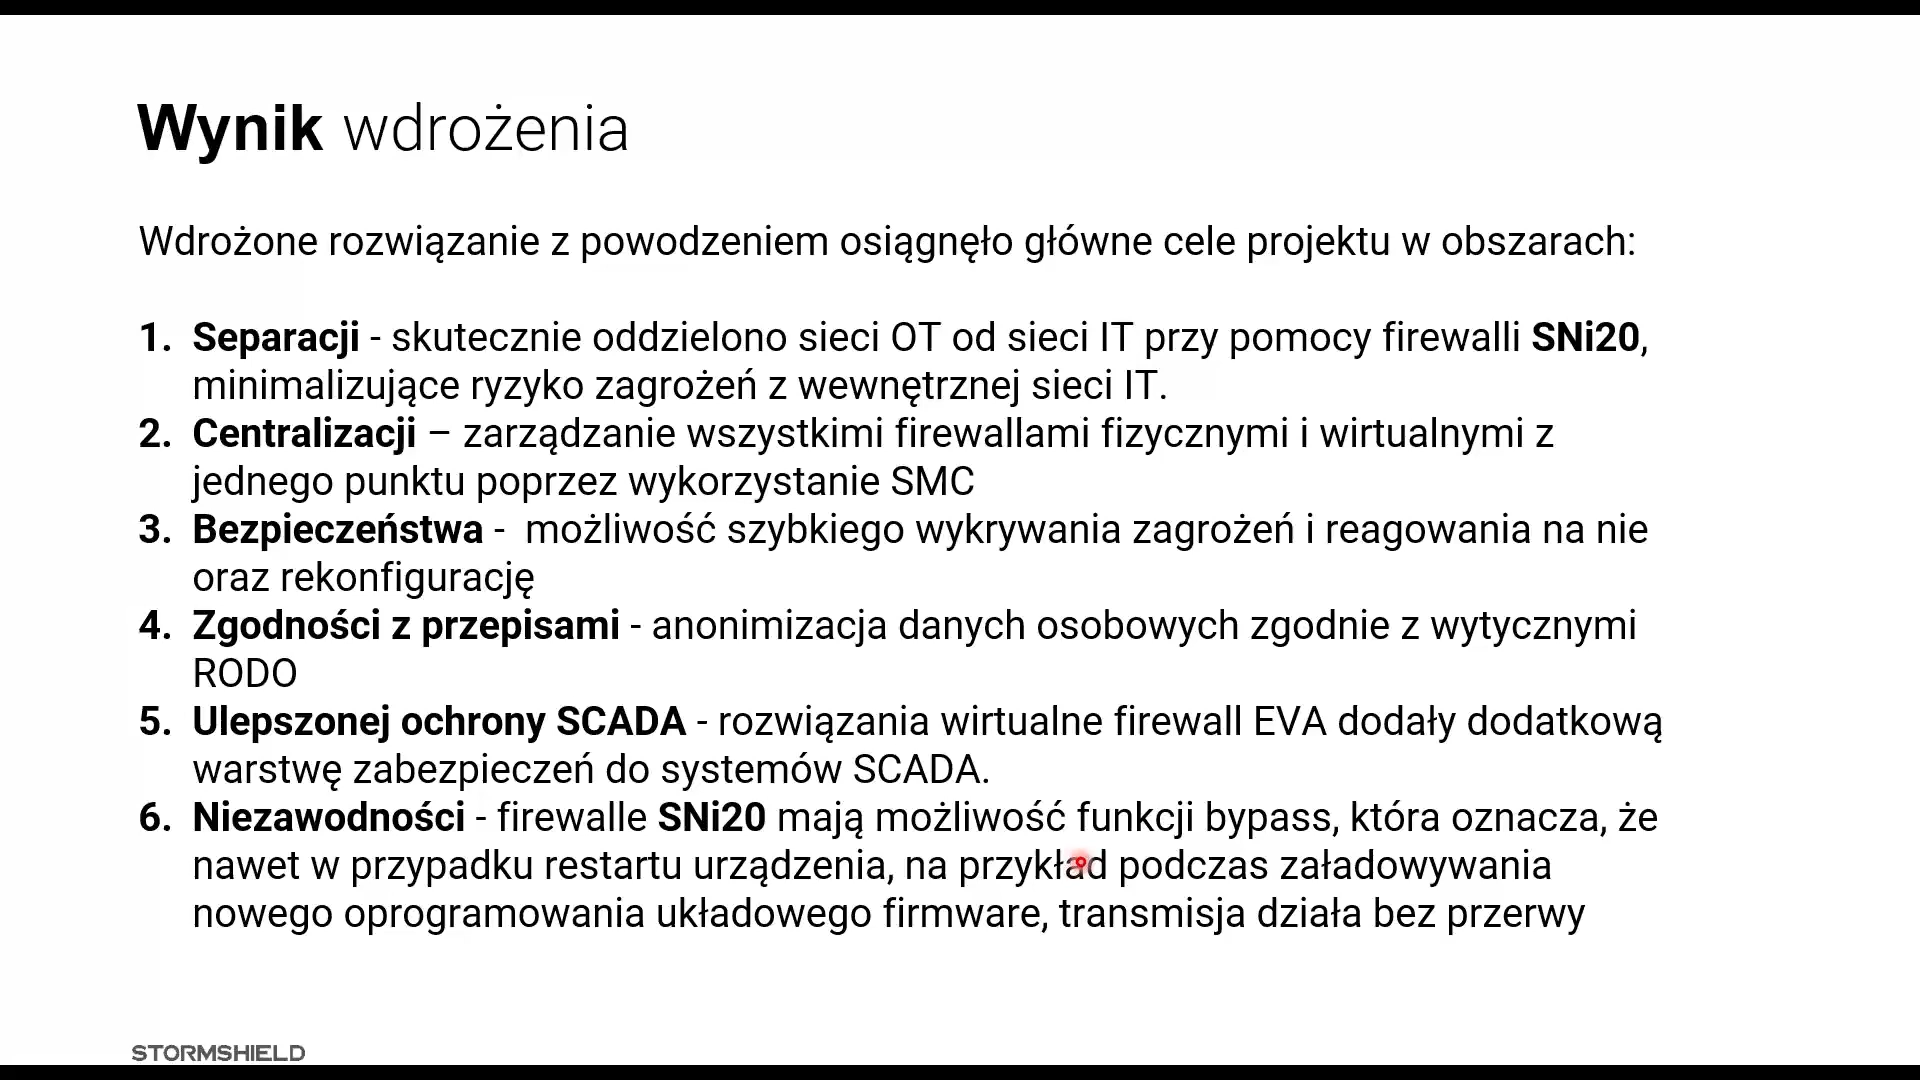 Wynik wdrożenia
Wdrożone rozwiązanie z powodzeniem osiągnęło główne cele projektu w obszarach:
1. Separacji - skutecznie oddzielono sieci OT od sieci IT przy pomocy firewalli SNi20,
minimalizujące ryzyko zagrożeń z wewnętrznej sieci IT.
2. Centralizacji – zarządzanie wszystkimi firewallami fizycznymi i wirtualnymi z
jednego punktu poprzez wykorzystanie SMC
3. Bezpieczeństwa -  możliwość szybkiego wykrywania zagrożeń i reagowania na nie
oraz rekonfigurację
4. Zgodności z przepisami - anonimizacja danych osobowych zgodnie z wytycznymi
RODO
5. Ulepszonej ochrony SCADA - rozwiązania wirtualne firewall EVA dodały dodatkową
warstwę zabezpieczeń do systemów SCADA.
6. Niezawodności - firewalle SNi20 mają możliwość funkcji bypass, która oznacza, że
nawet w przypadku restartu urządzenia, na przykład podczas załadowywania
nowego oprogramowania układowego firmware, transmisja działa bez przerwy
STORMSHIELD